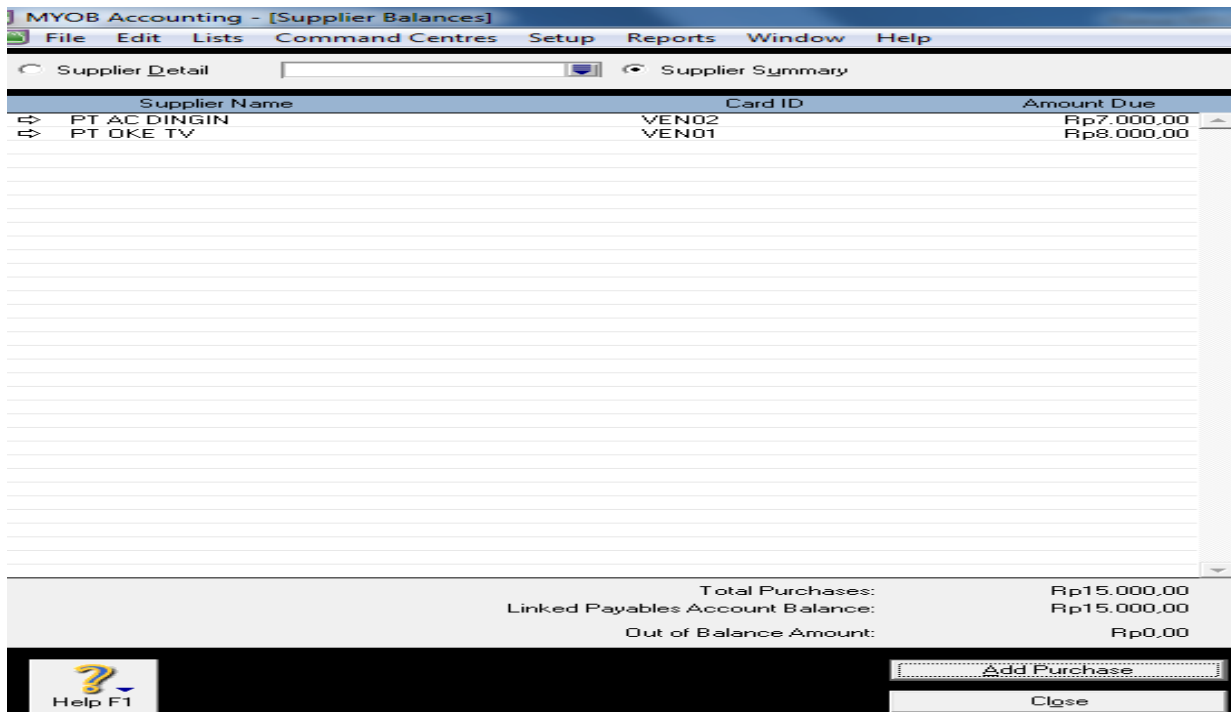 MYOB Accounting - [Supplier Balances]
File Edit Lists Command Centres Setup Reports Window Help
Supplier Detail Supplier Summary
Supplier Name Card ID Amount Due
PT AC DINGIN VEN02 Rp7.000,00
PT OKE TV VEN01 Rp8.000,00
Total Purchases: Rp15.000,00
Linked Payables Account Balance: Rp15.000,00
Out of Balance Amount: Rp0,00
Add Purchase
Help F1 Close